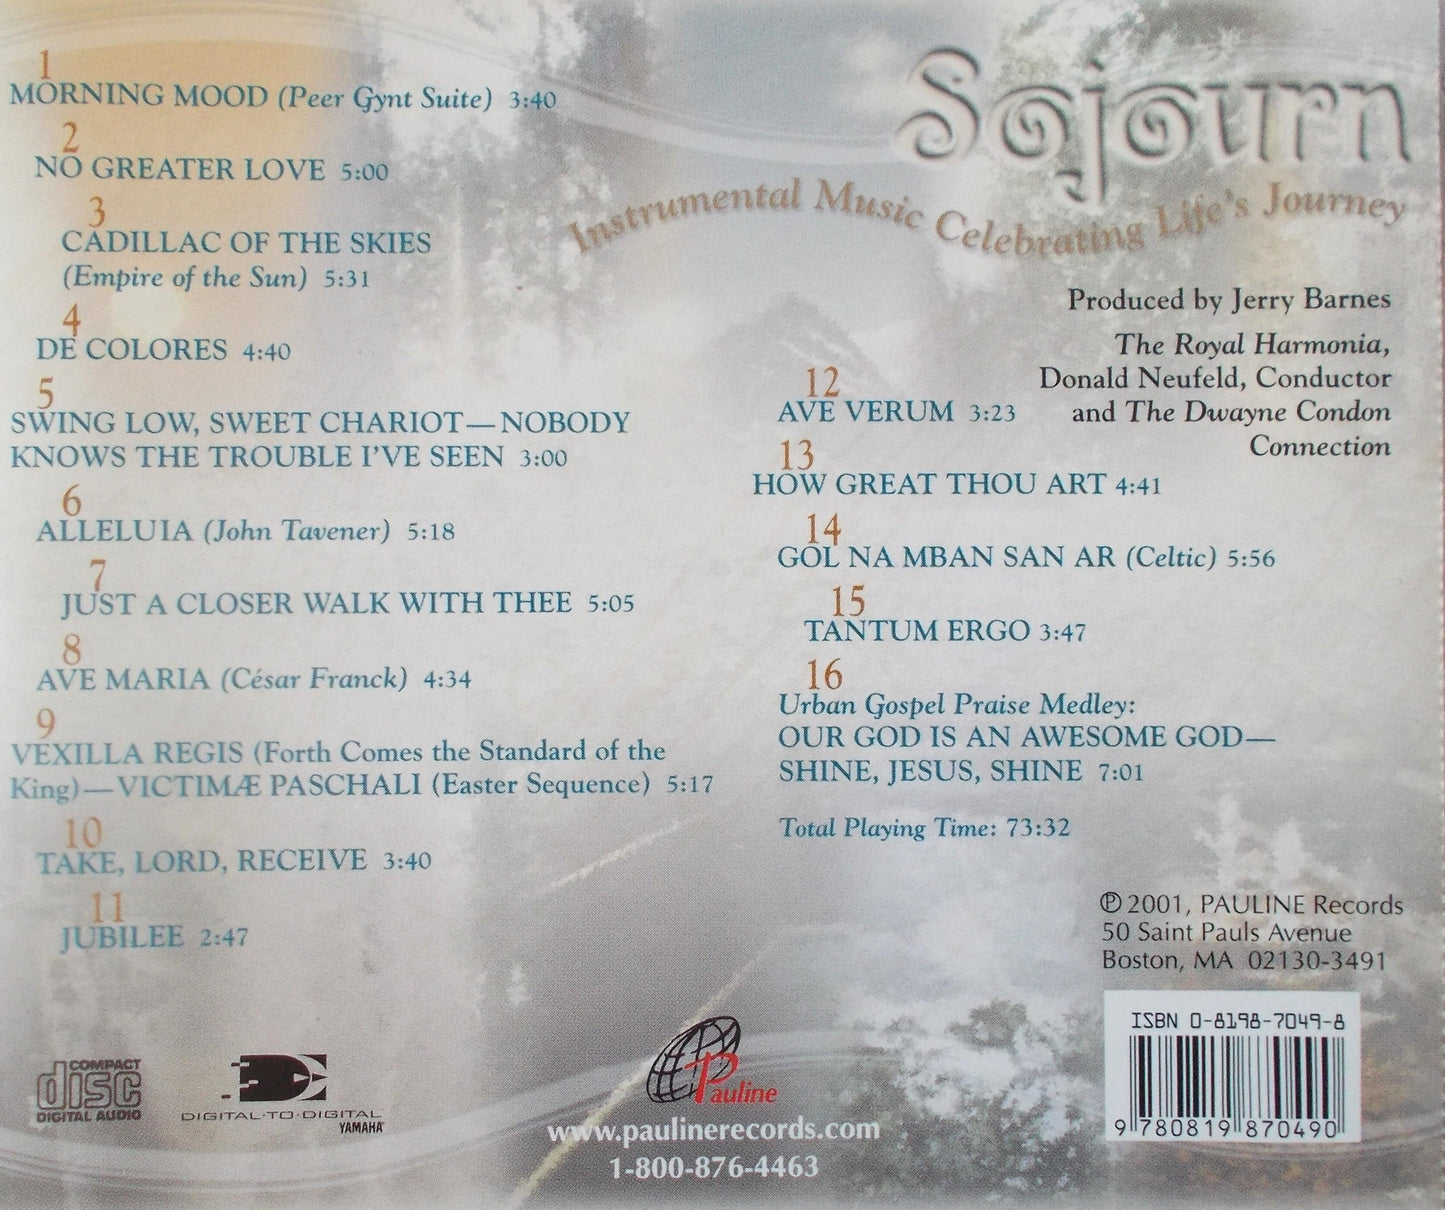 1
MORNING MOOD (Peer Gynt Suite) 3:40
2
NO GREATER LOVE 5:00
3
CADILLAC OF THE SKIES
(Empire of the Sun) 5:31
4
DE COLORES 4:40
5
SWING LOW, SWEET CHARIOT—NOBODY
KNOWS THE TROUBLE I'VE SEEN 3:00
6
ALLELUIA (John Tavener) 5:18
7
JUST A CLOSER WALK WITH THEE 5:05
8
AVE MARIA (César Franck) 4:34
9
VEXILLA REGIS (Forth Comes the Standard of the
King)—VICTIMÆ PASCHALI (Easter Sequence) 5:17
10
TAKE, LORD, RECEIVE 3:40
11
JUBILEE 2:47
Sojourn
Instrumental Music Celebrating Life's Journey
Produced by Jerry Barnes
The Royal Harmonia,
Donald Neufeld, Conductor
and The Dwayne Condon
Connection
12
AVE VERUM 3:23
13
HOW GREAT THOU ART 4:41
14
GOL NA MBAN SAN AR (Celtic) 5:56
15
TANTUM ERGO 3:47
16
Urban Gospel Praise Medley:
OUR GOD IS AN AWESOME GOD—
SHINE, JESUS, SHINE 7:01
Total Playing Time: 73:32
℗ 2001, PAULINE Records
50 Saint Pauls Avenue
Boston, MA 02130-3491
ISBN 0-8198-7049-8
9 780819 870490
COMPACT
disc
DIGITAL AUDIO
DIGITAL·TO·DIGITAL
YAMAHA
Pauline
www.paulinerecords.com
1-800-876-4463